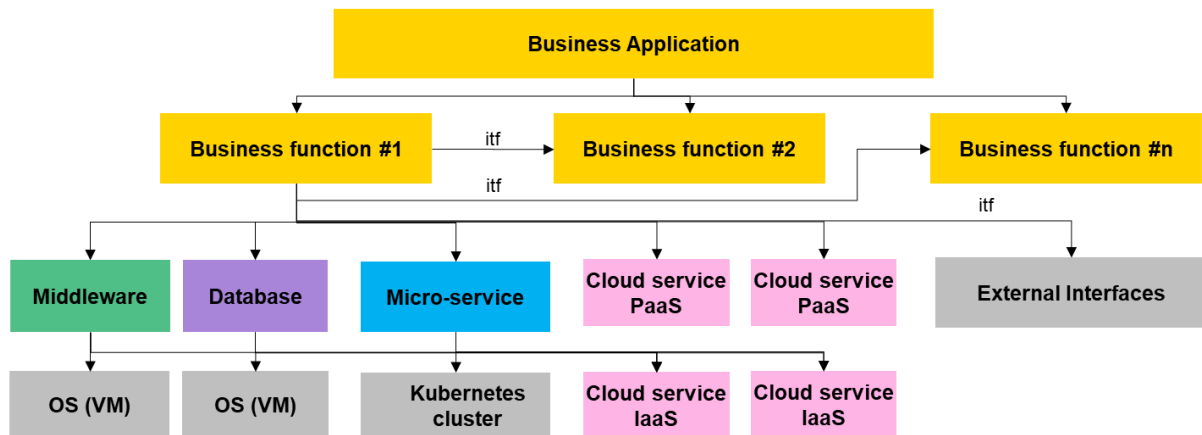 Business Application
Business function #1
itf
Business function #2
Business function #n
itf
itf
Middleware
Database
Micro-service
Cloud service
PaaS
Cloud service
PaaS
External Interfaces
OS (VM)
OS (VM)
Kubernetes
cluster
Cloud service
IaaS
Cloud service
IaaS